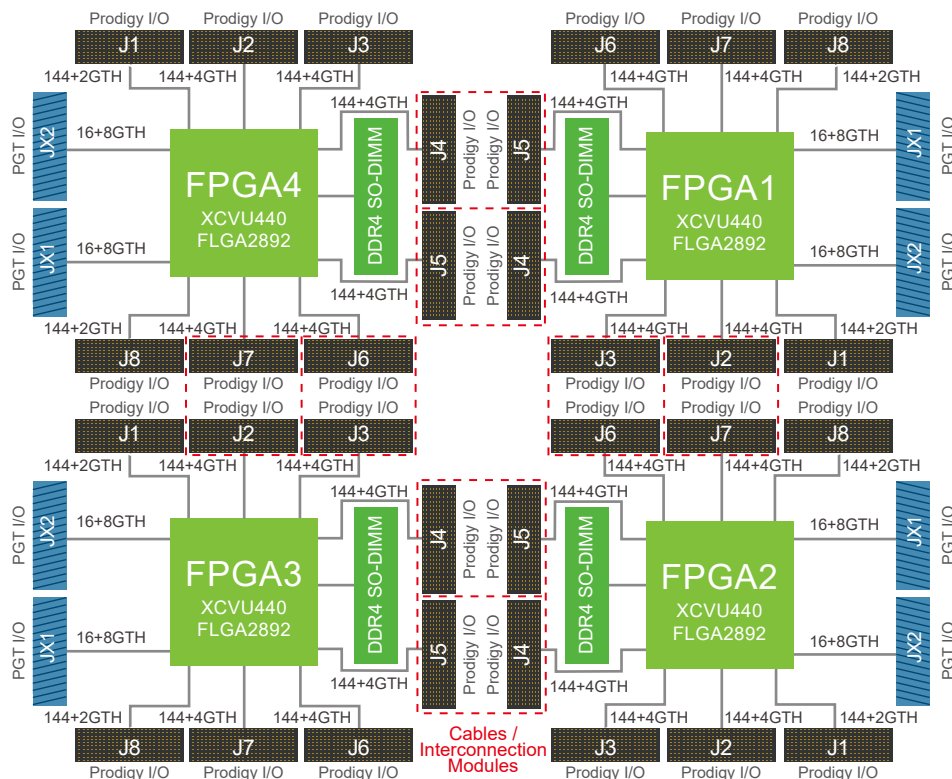 Prodigy I/O Prodigy I/O Prodigy I/O Prodigy I/O Prodigy I/O Prodigy I/O
J1 J2 J3 J6 J7 J8
144+2GTH 144+4GTH 144+4GTH 144+4GTH 144+4GTH 144+2GTH
144+4GTH 144+4GTH
PGT I/O JX2 16+8GTH J4 Prodigy I/O Prodigy I/O J5 16+8GTH JX1 PGT I/O
FPGA4 DDR4 SO-DIMM DDR4 SO-DIMM FPGA1
XCVU440 XCVU440
FLGA2892 FLGA2892
PGT I/O JX1 16+8GTH J5 Prodigy I/O Prodigy I/O J4 16+8GTH JX2 PGT I/O
144+4GTH 144+4GTH
144+2GTH 144+4GTH 144+4GTH 144+4GTH 144+4GTH 144+2GTH
J8 J7 J6 J3 J2 J1
Prodigy I/O Prodigy I/O Prodigy I/O Prodigy I/O Prodigy I/O Prodigy I/O
Prodigy I/O Prodigy I/O Prodigy I/O Prodigy I/O Prodigy I/O Prodigy I/O
J1 J2 J3 J6 J7 J8
144+2GTH 144+4GTH 144+4GTH 144+4GTH 144+4GTH 144+2GTH
144+4GTH 144+4GTH
PGT I/O JX2 16+8GTH J4 Prodigy I/O Prodigy I/O J5 16+8GTH JX1 PGT I/O
FPGA3 DDR4 SO-DIMM DDR4 SO-DIMM FPGA2
XCVU440 XCVU440
FLGA2892 FLGA2892
PGT I/O JX1 16+8GTH J5 Prodigy I/O Prodigy I/O J4 16+8GTH JX2 PGT I/O
144+4GTH 144+4GTH
144+2GTH 144+4GTH 144+4GTH 144+4GTH 144+4GTH 144+2GTH
J8 J7 J6 J3 J2 J1
Cables /
Interconnection
Modules
Prodigy I/O Prodigy I/O Prodigy I/O Prodigy I/O Prodigy I/O Prodigy I/O